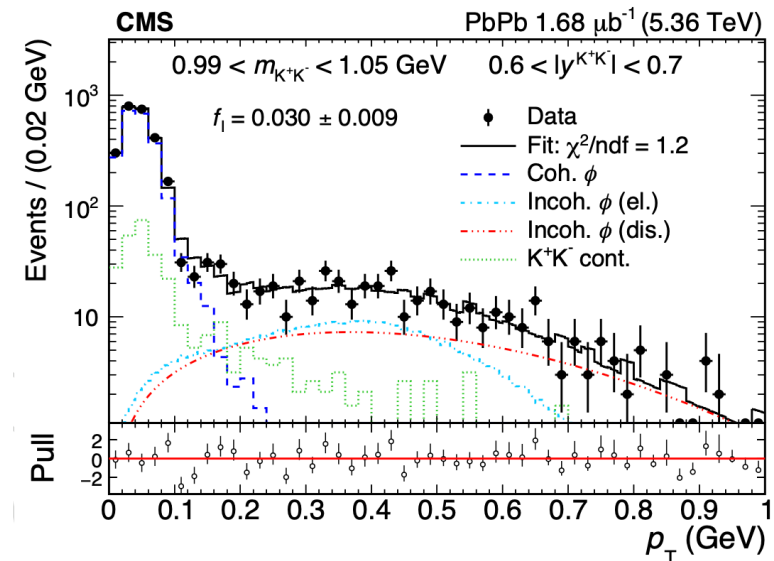 CMS PbPb 1.68 μb⁻¹ (5.36 TeV)
0.99 < m_K⁺K⁻ < 1.05 GeV 0.6 < |y^K⁺K⁻| < 0.7
f_I = 0.030 ± 0.009
Data
Fit: χ²/ndf = 1.2
Coh. ϕ
Incoh. ϕ (el.)
Incoh. ϕ (dis.)
K⁺K⁻ cont.
Events / (0.02 GeV)
10³
10²
10
Pull
2
0
−2
0 0.1 0.2 0.3 0.4 0.5 0.6 0.7 0.8 0.9 1
p_T (GeV)